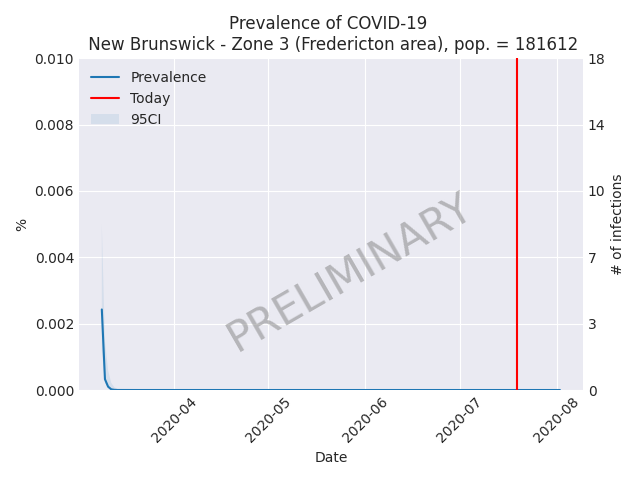 Prevalence of COVID-19
New Brunswick - Zone 3 (Fredericton area), pop. = 181612
0.010
0.008
0.006
0.004
0.002
0.000
%
Prevalence
Today
95CI
PRELIMINARY
18
14
10
7
3
0
# of infections
2020-04
2020-05
2020-06
2020-07
2020-08
Date